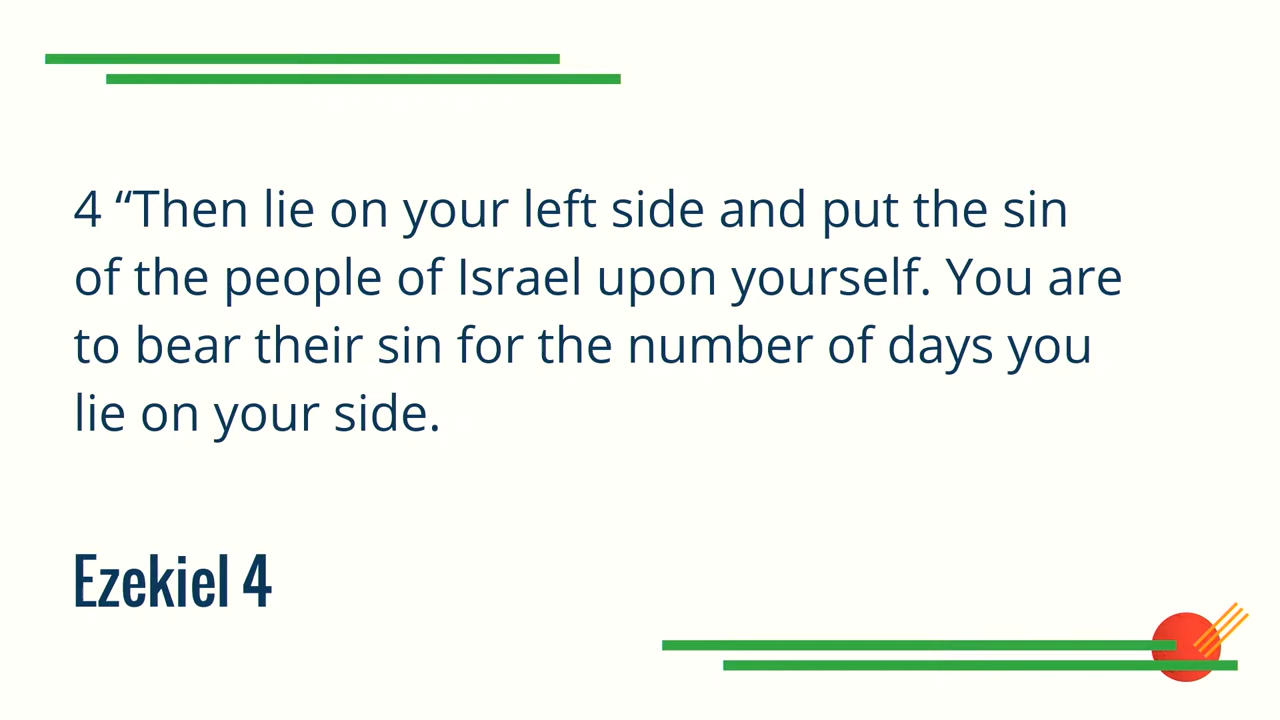 4 “Then lie on your left side and put the sin
of the people of Israel upon yourself. You are
to bear their sin for the number of days you
lie on your side.
Ezekiel 4